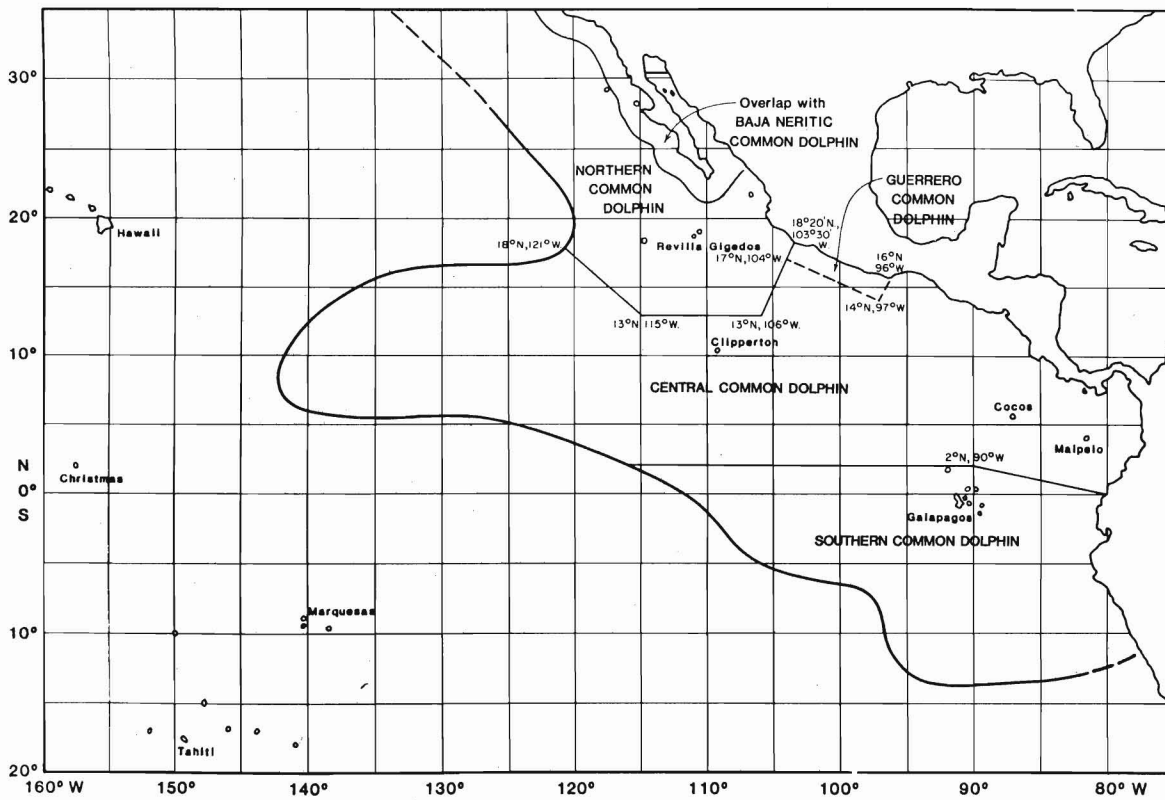 30°
Overlap with
BAJA NERITIC
COMMON DOLPHIN
NORTHERN
COMMON
DOLPHIN
GUERRERO
COMMON
DOLPHIN
20°
Hawaii
18°N,121°W.
Revilla Gigedos
17°N,104°W
18°20'N,
103°30'
W.
16°N
96°W
14°N,97°W
13°N,115°W.
13°N,106°W.
10°
Clipperton
CENTRAL COMMON DOLPHIN
Cocos
Malpelo
N
0°
S
Christmas
2°N,90°W
Galapagos
SOUTHERN COMMON DOLPHIN
Marquesas
10°
Tahiti
20°
160° W
150°
140°
130°
120°
110°
100°
90°
80° W